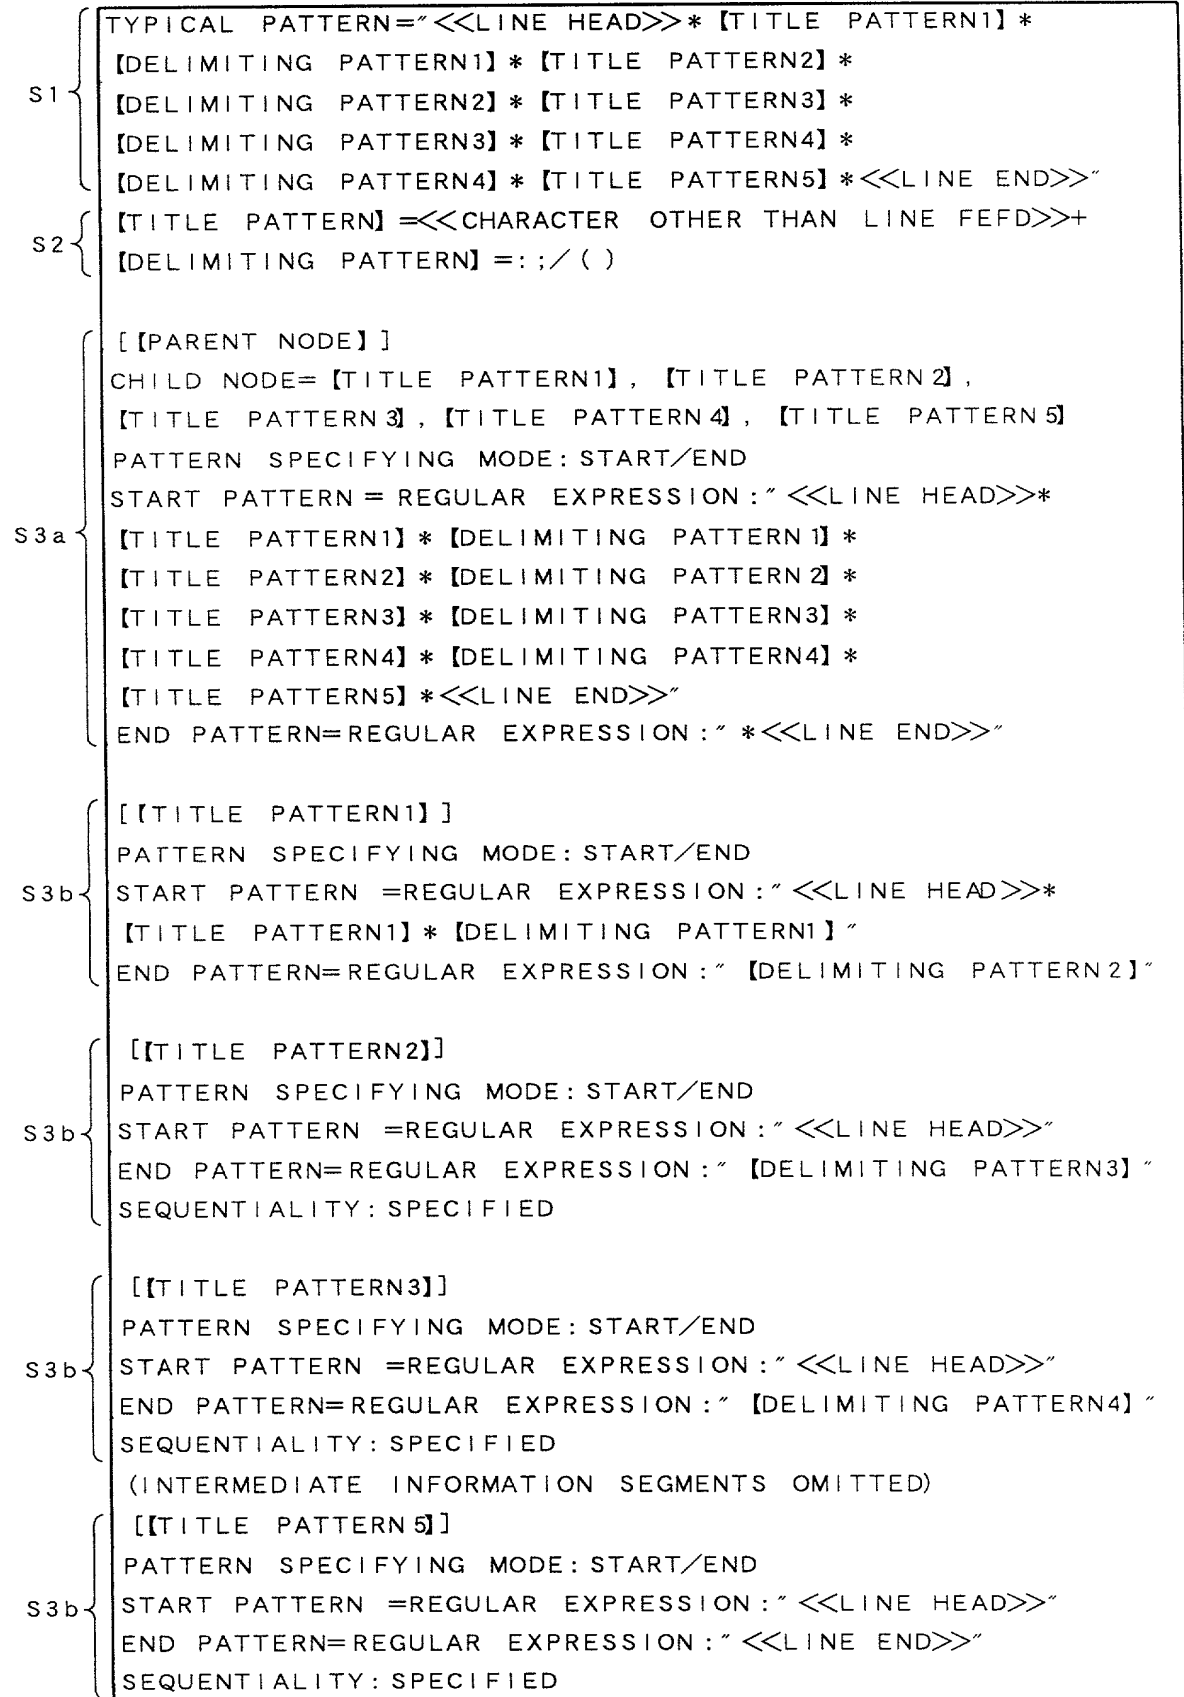 TYPICAL PATTERN="<<LINE HEAD>>* 【TITLE PATTERN1】*
【DELIMITING PATTERN1】* 【TITLE PATTERN2】*
S1
【DELIMITING PATTERN2】* 【TITLE PATTERN3】*
【DELIMITING PATTERN3】* 【TITLE PATTERN4】*
【DELIMITING PATTERN4】* 【TITLE PATTERN5】*<<LINE END>>"
【TITLE PATTERN】=<<CHARACTER OTHER THAN LINE FEFD>>+
S2
【DELIMITING PATTERN】=:;/()
[【PARENT NODE】]
CHILD NODE=【TITLE PATTERN1】, 【TITLE PATTERN2】,
【TITLE PATTERN3】, 【TITLE PATTERN4】, 【TITLE PATTERN5】
PATTERN SPECIFYING MODE: START/END
START PATTERN = REGULAR EXPRESSION:"<<LINE HEAD>>*
S3a
【TITLE PATTERN1】* 【DELIMITING PATTERN1】*
【TITLE PATTERN2】* 【DELIMITING PATTERN2】*
【TITLE PATTERN3】* 【DELIMITING PATTERN3】*
【TITLE PATTERN4】* 【DELIMITING PATTERN4】*
【TITLE PATTERN5】*<<LINE END>>"
END PATTERN=REGULAR EXPRESSION:" *<<LINE END>>"
[【TITLE PATTERN1】]
PATTERN SPECIFYING MODE: START/END
S3b
START PATTERN =REGULAR EXPRESSION:"<<LINE HEAD>>*
【TITLE PATTERN1】* 【DELIMITING PATTERN1】"
END PATTERN=REGULAR EXPRESSION:" 【DELIMITING PATTERN2】"
[【TITLE PATTERN2】]
PATTERN SPECIFYING MODE: START/END
S3b
START PATTERN =REGULAR EXPRESSION:"<<LINE HEAD>>"
END PATTERN=REGULAR EXPRESSION:" 【DELIMITING PATTERN3】"
SEQUENTIALITY: SPECIFIED
[【TITLE PATTERN3】]
PATTERN SPECIFYING MODE: START/END
S3b
START PATTERN =REGULAR EXPRESSION:"<<LINE HEAD>>"
END PATTERN=REGULAR EXPRESSION:" 【DELIMITING PATTERN4】"
SEQUENTIALITY: SPECIFIED
(INTERMEDIATE INFORMATION SEGMENTS OMITTED)
[【TITLE PATTERN5】]
PATTERN SPECIFYING MODE: START/END
S3b
START PATTERN =REGULAR EXPRESSION:"<<LINE HEAD>>"
END PATTERN=REGULAR EXPRESSION:"<<LINE END>>"
SEQUENTIALITY: SPECIFIED